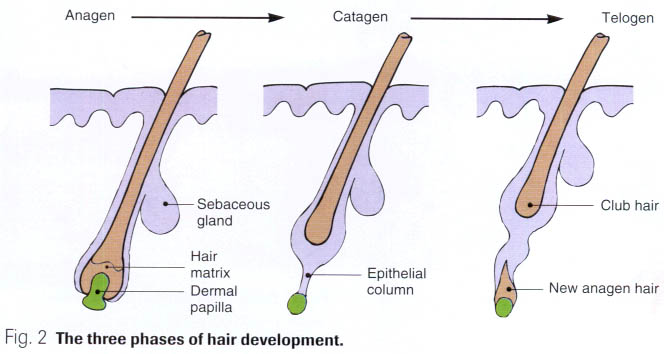 Anagen
Catagen
Telogen
Sebaceous
gland
Hair
matrix
Dermal
papilla
Epithelial
column
Club hair
New anagen hair
Fig. 2 The three phases of hair development.